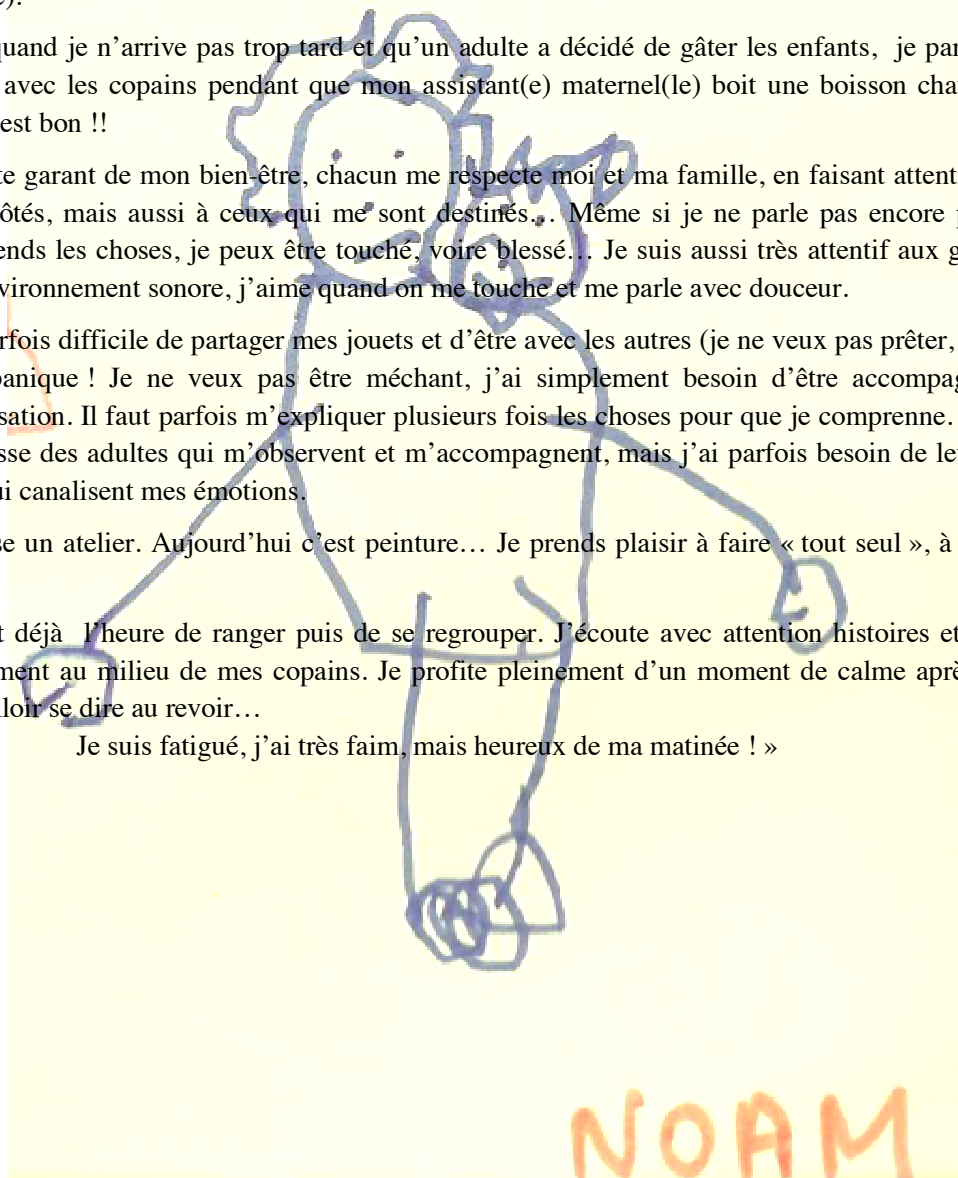 e).
quand je n’arrive pas trop tard et qu’un adulte a décidé de gâter les enfants, je par
avec les copains pendant que mon assistant(e) maternel(le) boit une boisson cha
est bon !!
te garant de mon bien-être, chacun me respecte moi et ma famille, en faisant attenti
ôtés, mais aussi à ceux qui me sont destinés… Même si je ne parle pas encore p
ends les choses, je peux être touché, voire blessé… Je suis aussi très attentif aux g
vironnement sonore, j’aime quand on me touche et me parle avec douceur.
rfois difficile de partager mes jouets et d’être avec les autres (je ne veux pas prêter,
panique ! Je ne veux pas être méchant, j’ai simplement besoin d’être accompag
sation. Il faut parfois m’expliquer plusieurs fois les choses pour que je comprenne.
sse des adultes qui m’observent et m’accompagnent, mais j’ai parfois besoin de le
ui canalisent mes émotions.
se un atelier. Aujourd’hui c’est peinture… Je prends plaisir à faire « tout seul », à
t déjà l’heure de ranger puis de se regrouper. J’écoute avec attention histoires et
ment au milieu de mes copains. Je profite pleinement d’un moment de calme aprè
lloir se dire au revoir…
Je suis fatigué, j’ai très faim, mais heureux de ma matinée ! »
NOAM